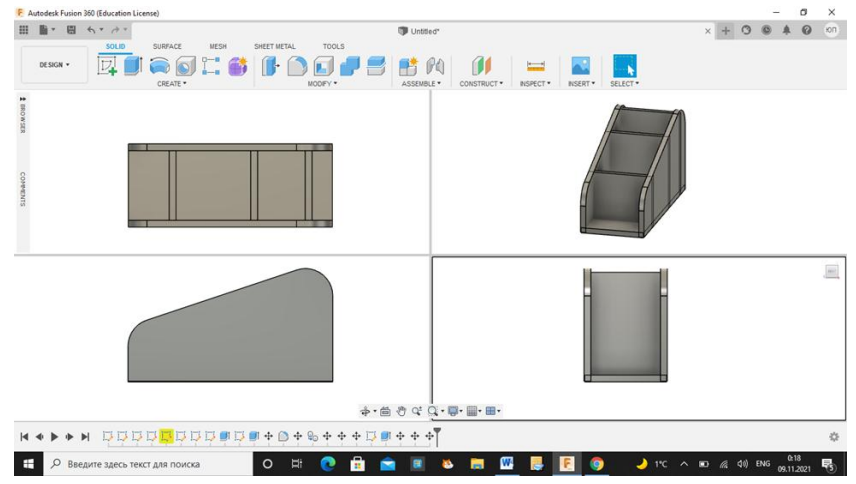 Autodesk Fusion 360 (Education License)
Untitled*
DESIGN
SOLID SURFACE MESH SHEET METAL TOOLS
CREATE MODIFY ASSEMBLE CONSTRUCT INSPECT INSERT SELECT
BROWSER
COMMENTS
Введите здесь текст для поиска
1°C
ENG
0:18
09.11.2021